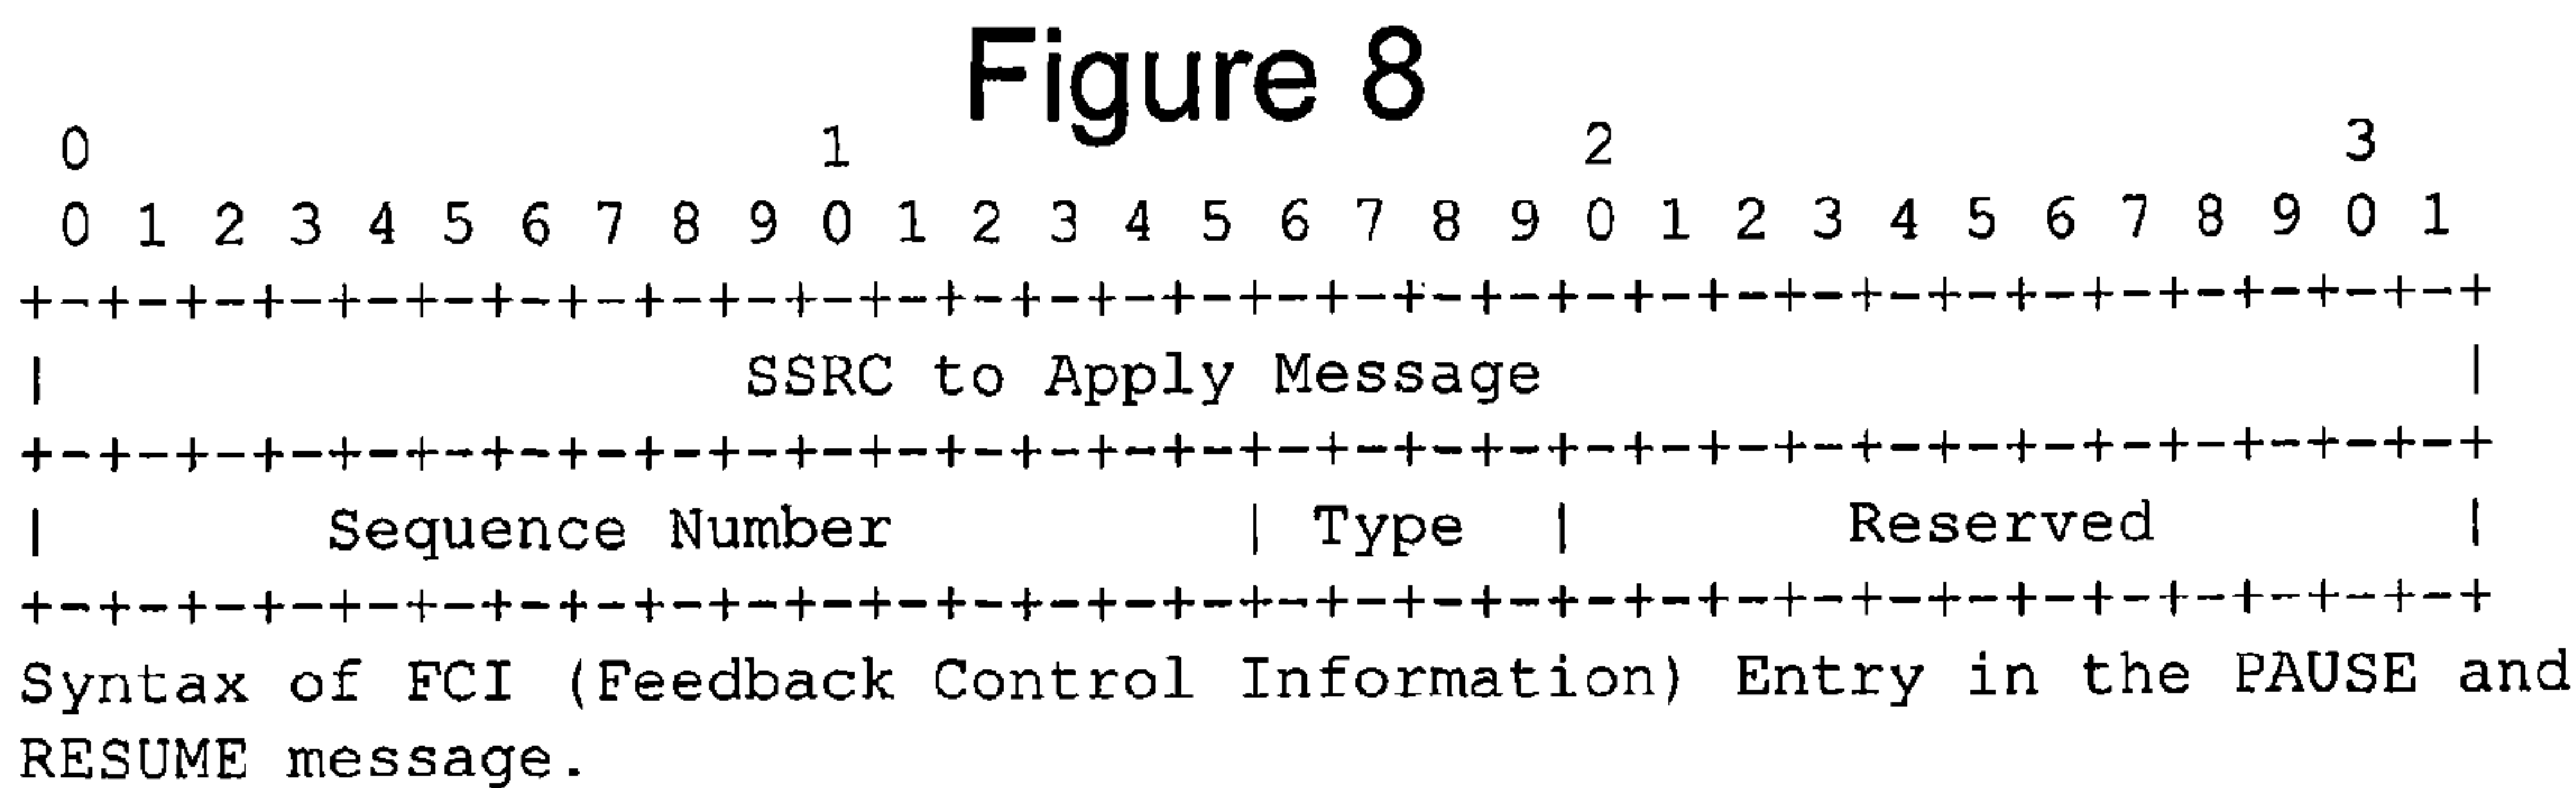 Figure 8
 0                   1                   2                   3
 0 1 2 3 4 5 6 7 8 9 0 1 2 3 4 5 6 7 8 9 0 1 2 3 4 5 6 7 8 9 0 1
+-+-+-+-+-+-+-+-+-+-+-+-+-+-+-+-+-+-+-+-+-+-+-+-+-+-+-+-+-+-+-+-+
|                  SSRC to Apply Message                        |
+-+-+-+-+-+-+-+-+-+-+-+-+-+-+-+-+-+-+-+-+-+-+-+-+-+-+-+-+-+-+-+-+
|       Sequence Number         | Type  |       Reserved        |
+-+-+-+-+-+-+-+-+-+-+-+-+-+-+-+-+-+-+-+-+-+-+-+-+-+-+-+-+-+-+-+-+
Syntax of FCI (Feedback Control Information) Entry in the PAUSE and
RESUME message.